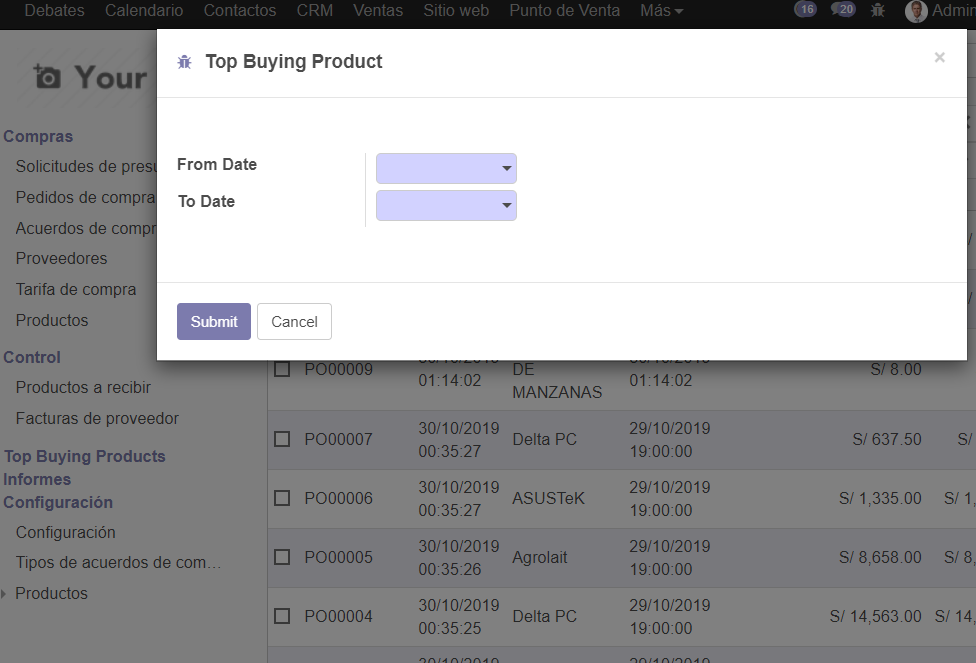 Debates Calendario Contactos CRM Ventas Sitio web Punto de Venta Más 16 20 Admin
Top Buying Product ×
Your
Compras
Solicitudes de presu
Pedidos de compra
Acuerdos de compr
Proveedores
Tarifa de compra
Productos
Control
Productos a recibir
Facturas de proveedor
Top Buying Products
Informes
Configuración
Configuración
Tipos de acuerdos de com…
Productos
From Date
To Date
Submit Cancel
PO00009 DE S/ 8.00
01:14:02 MANZANAS 01:14:02
30/10/2019 29/10/2019
PO00007 Delta PC S/ 637.50 S/
00:35:27 19:00:00
30/10/2019 29/10/2019
PO00006 ASUSTeK S/ 1,335.00 S/ 1,
00:35:27 19:00:00
30/10/2019 29/10/2019
PO00005 Agrolait S/ 8,658.00 S/ 8,
00:35:26 19:00:00
30/10/2019 29/10/2019
PO00004 Delta PC S/ 14,563.00 S/ 14,
00:35:25 19:00:00